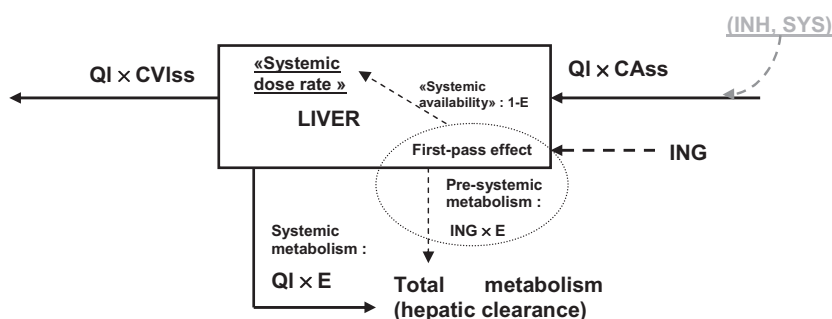 (INH, SYS)
«Systemic
dose rate »
QI × CVIss
QI × CAss
«Systemic
availability» : 1-E
LIVER
First-pass effect
ING
Pre-systemic
metabolism :
ING × E
Systemic
metabolism :
QI × E
Total metabolism
(hepatic clearance)